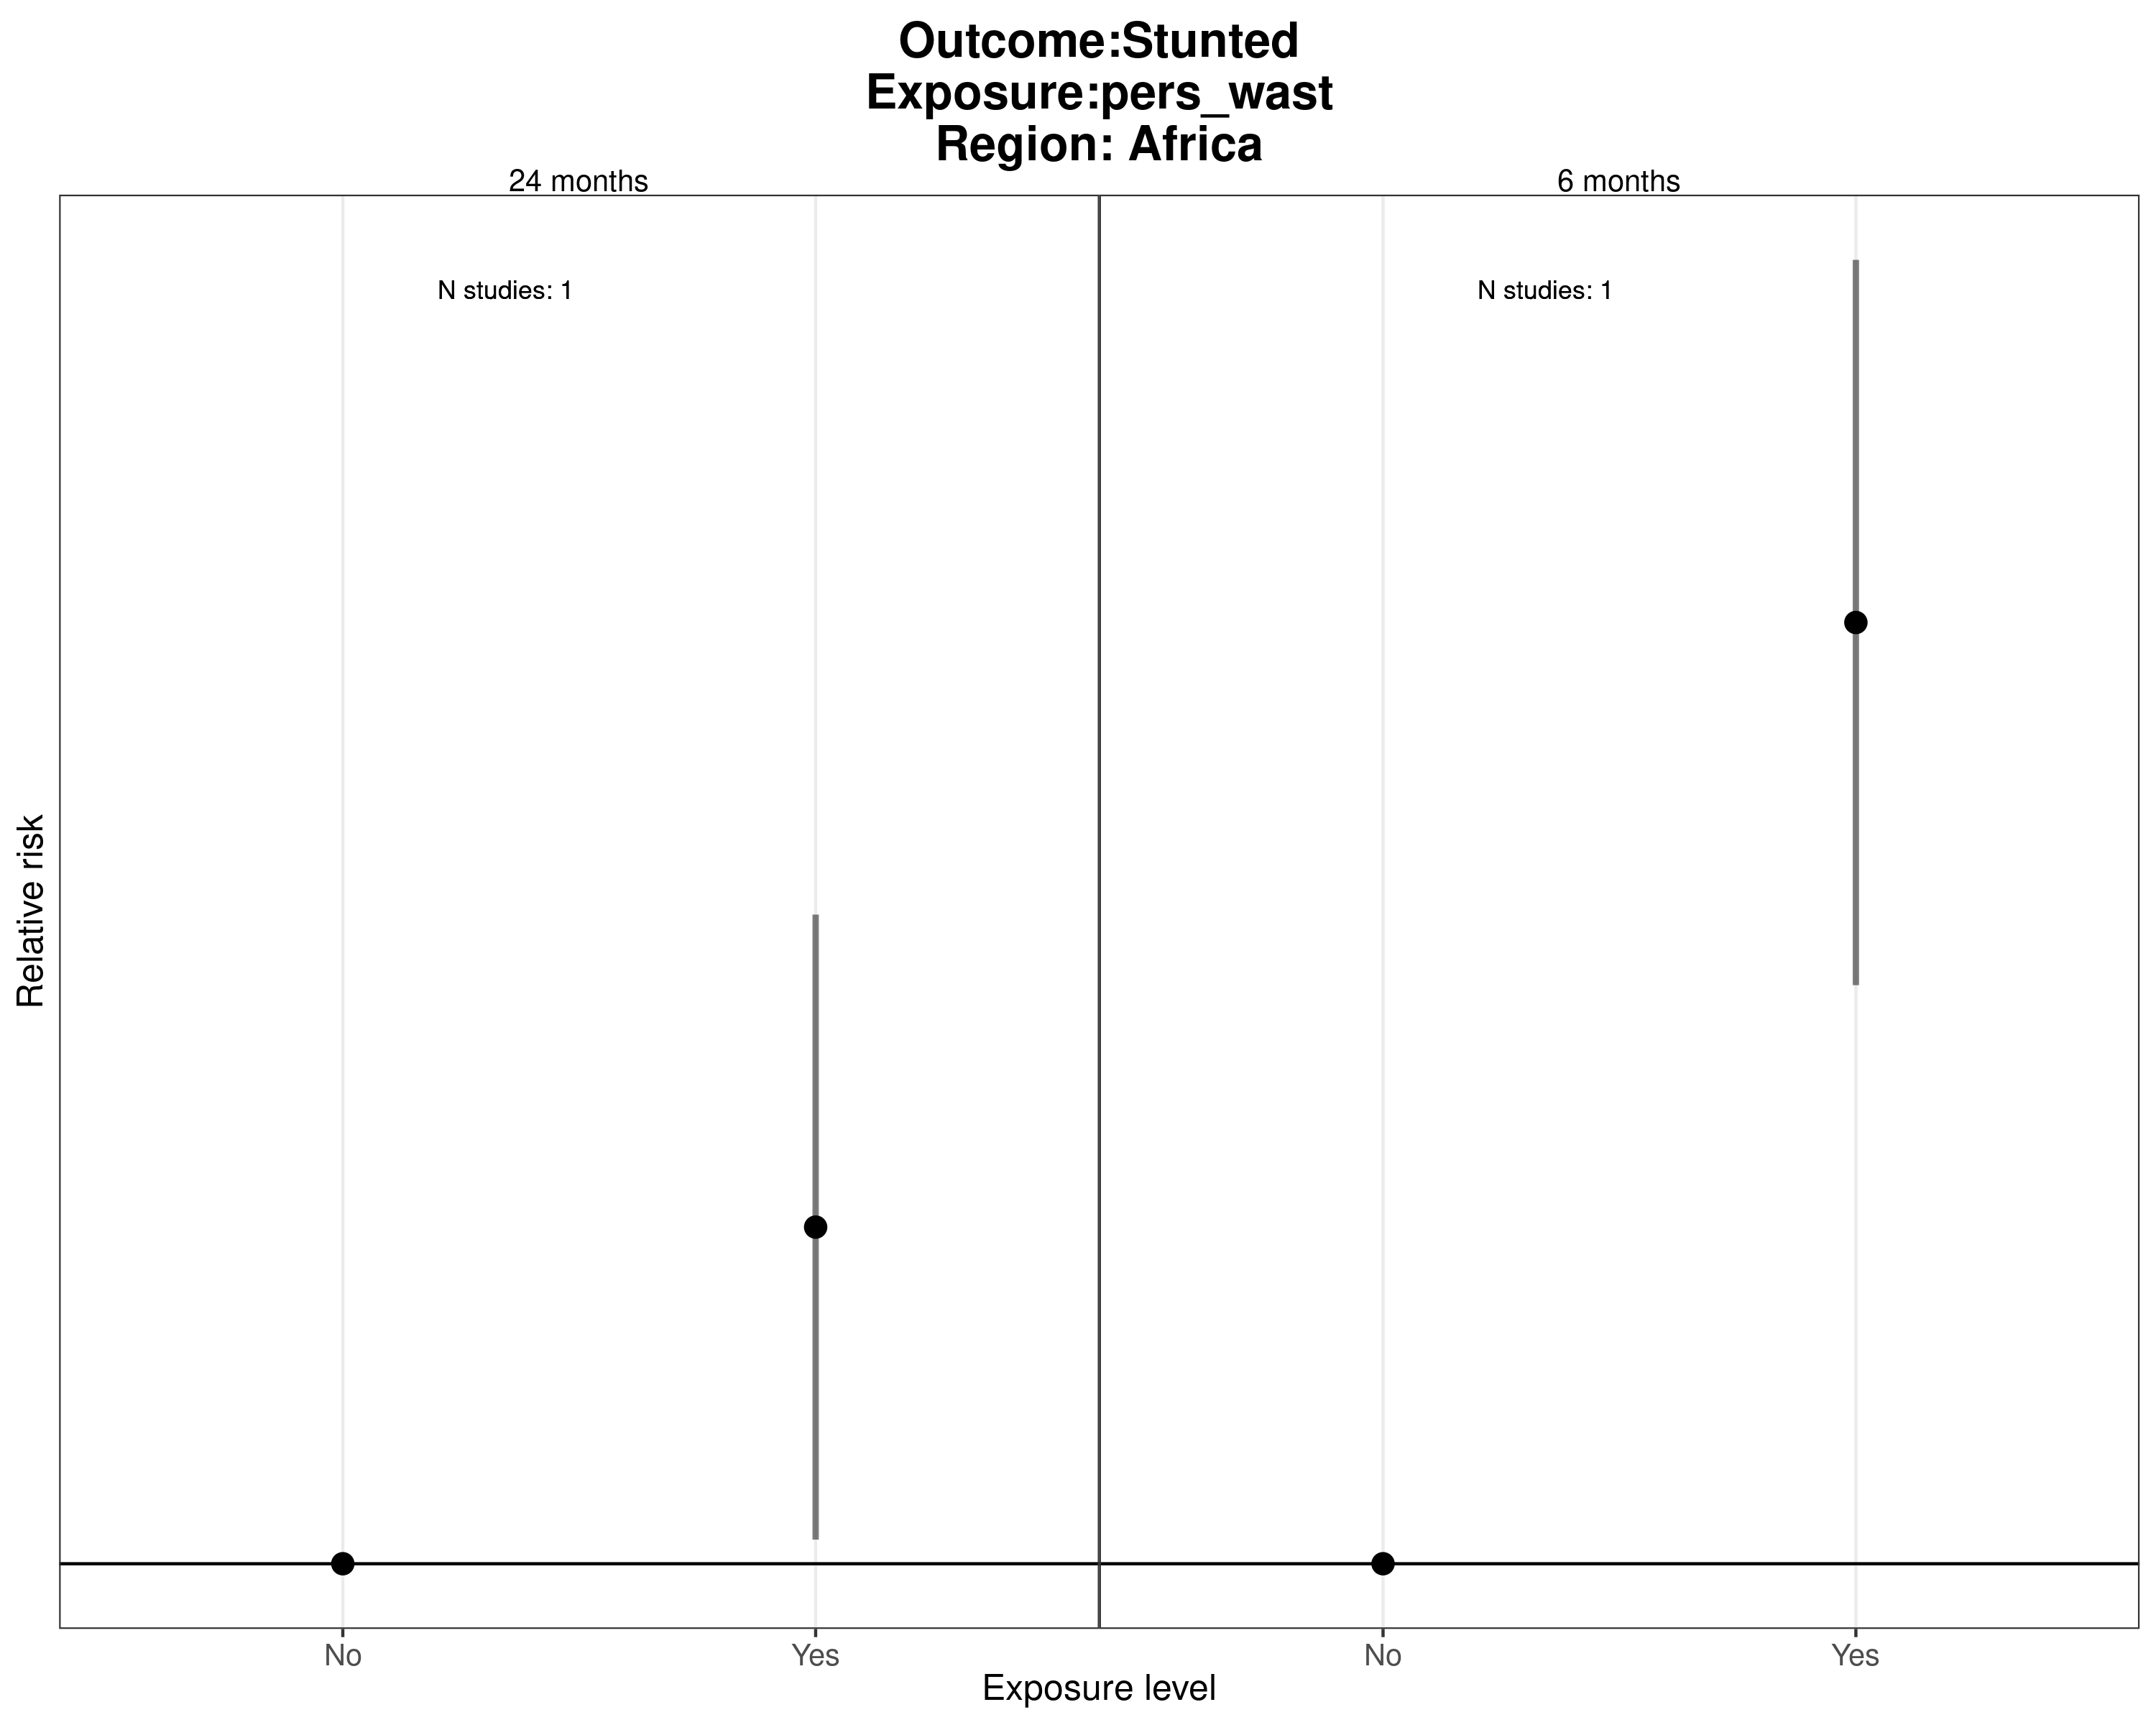 Outcome:Stunted
Exposure:pers_wast
Region: Africa
24 months
6 months
N studies: 1
N studies: 1
Relative risk
No
Yes
No
Yes
Exposure level